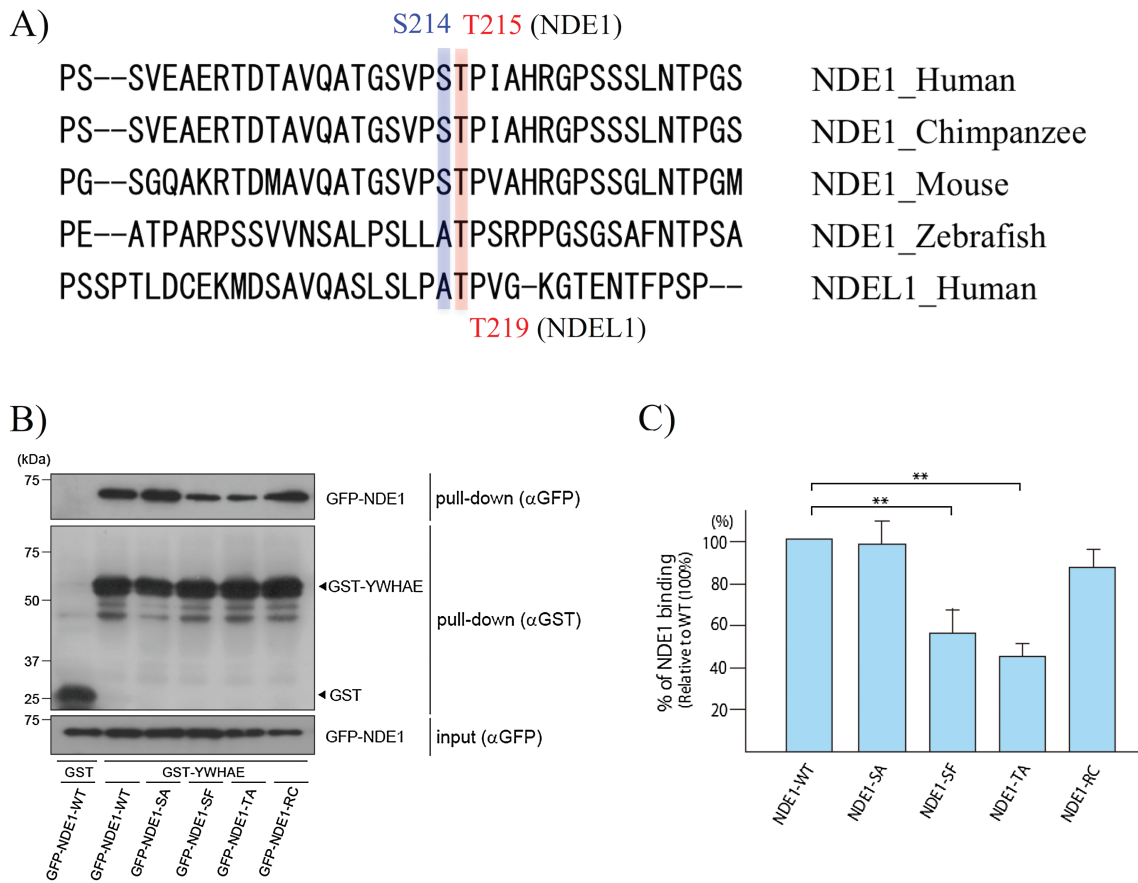 A)
S214 T215 (NDE1)
PS--SVEAERTDTAVQATGSVPSTPIAHRGPSSSLNTPGS NDE1_Human
PS--SVEAERTDTAVQATGSVPSTPIAHRGPSSSLNTPGS NDE1_Chimpanzee
PG--SGQAKRTDMAVQATGSVPSTPVAHRGPSSGLNTPGM NDE1_Mouse
PE--ATPARPSSVVNSALPSLLATPSRPPGSGSAFNTPSA NDE1_Zebrafish
PSSPTLDCEKMDSAVQASLSLPATPVG-KGTENTFPSP-- NDEL1_Human
T219 (NDEL1)
B)
(kDa)
75
GFP-NDE1
pull-down (αGFP)
75
50
37
25
GST-YWHAE
GST
pull-down (αGST)
75
GFP-NDE1
input (αGFP)
GST
GST-YWHAE
GFP-NDE1-WT
GFP-NDE1-WT
GFP-NDE1-SA
GFP-NDE1-SF
GFP-NDE1-TA
GFP-NDE1-RC
C)
**
**
(%)
100
80
60
40
20
% of NDE1 binding
(Relative to WT (100%)
NDE1-WT
NDE1-SA
NDE1-SF
NDE1-TA
NDE1-RC